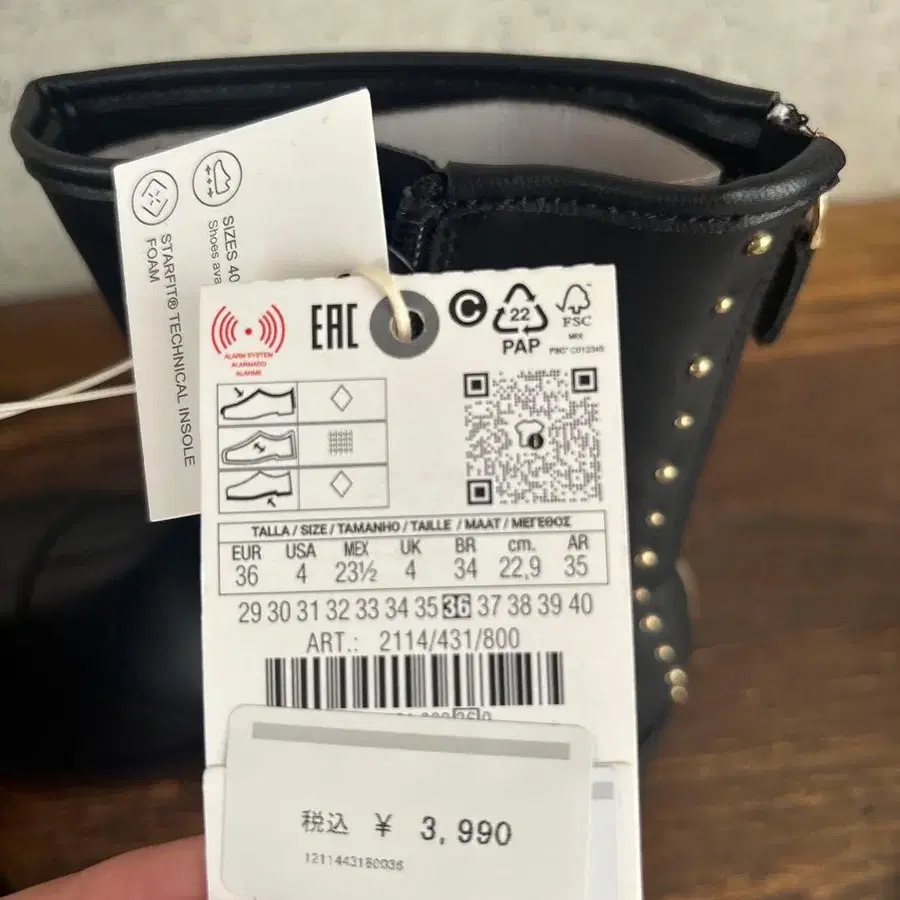 SIZES 40
Shoes ava
STARFIT® TECHNICAL INSOLE
FOAM
ALARM SYSTEM
ALARMATIO
ALARME
EAC
C
22
PAP
FSC
MIX
TALLA / SIZE / TAMANHO / TAILLE / MAAT / ΜΕΓΕΘΟΣ
EUR USA MEX UK BR cm. AR
36 4 23½ 4 34 22,9 35
29 30 31 32 33 34 35 36 37 38 39 40
ART.: 2114/431/800
税込 ¥ 3,990